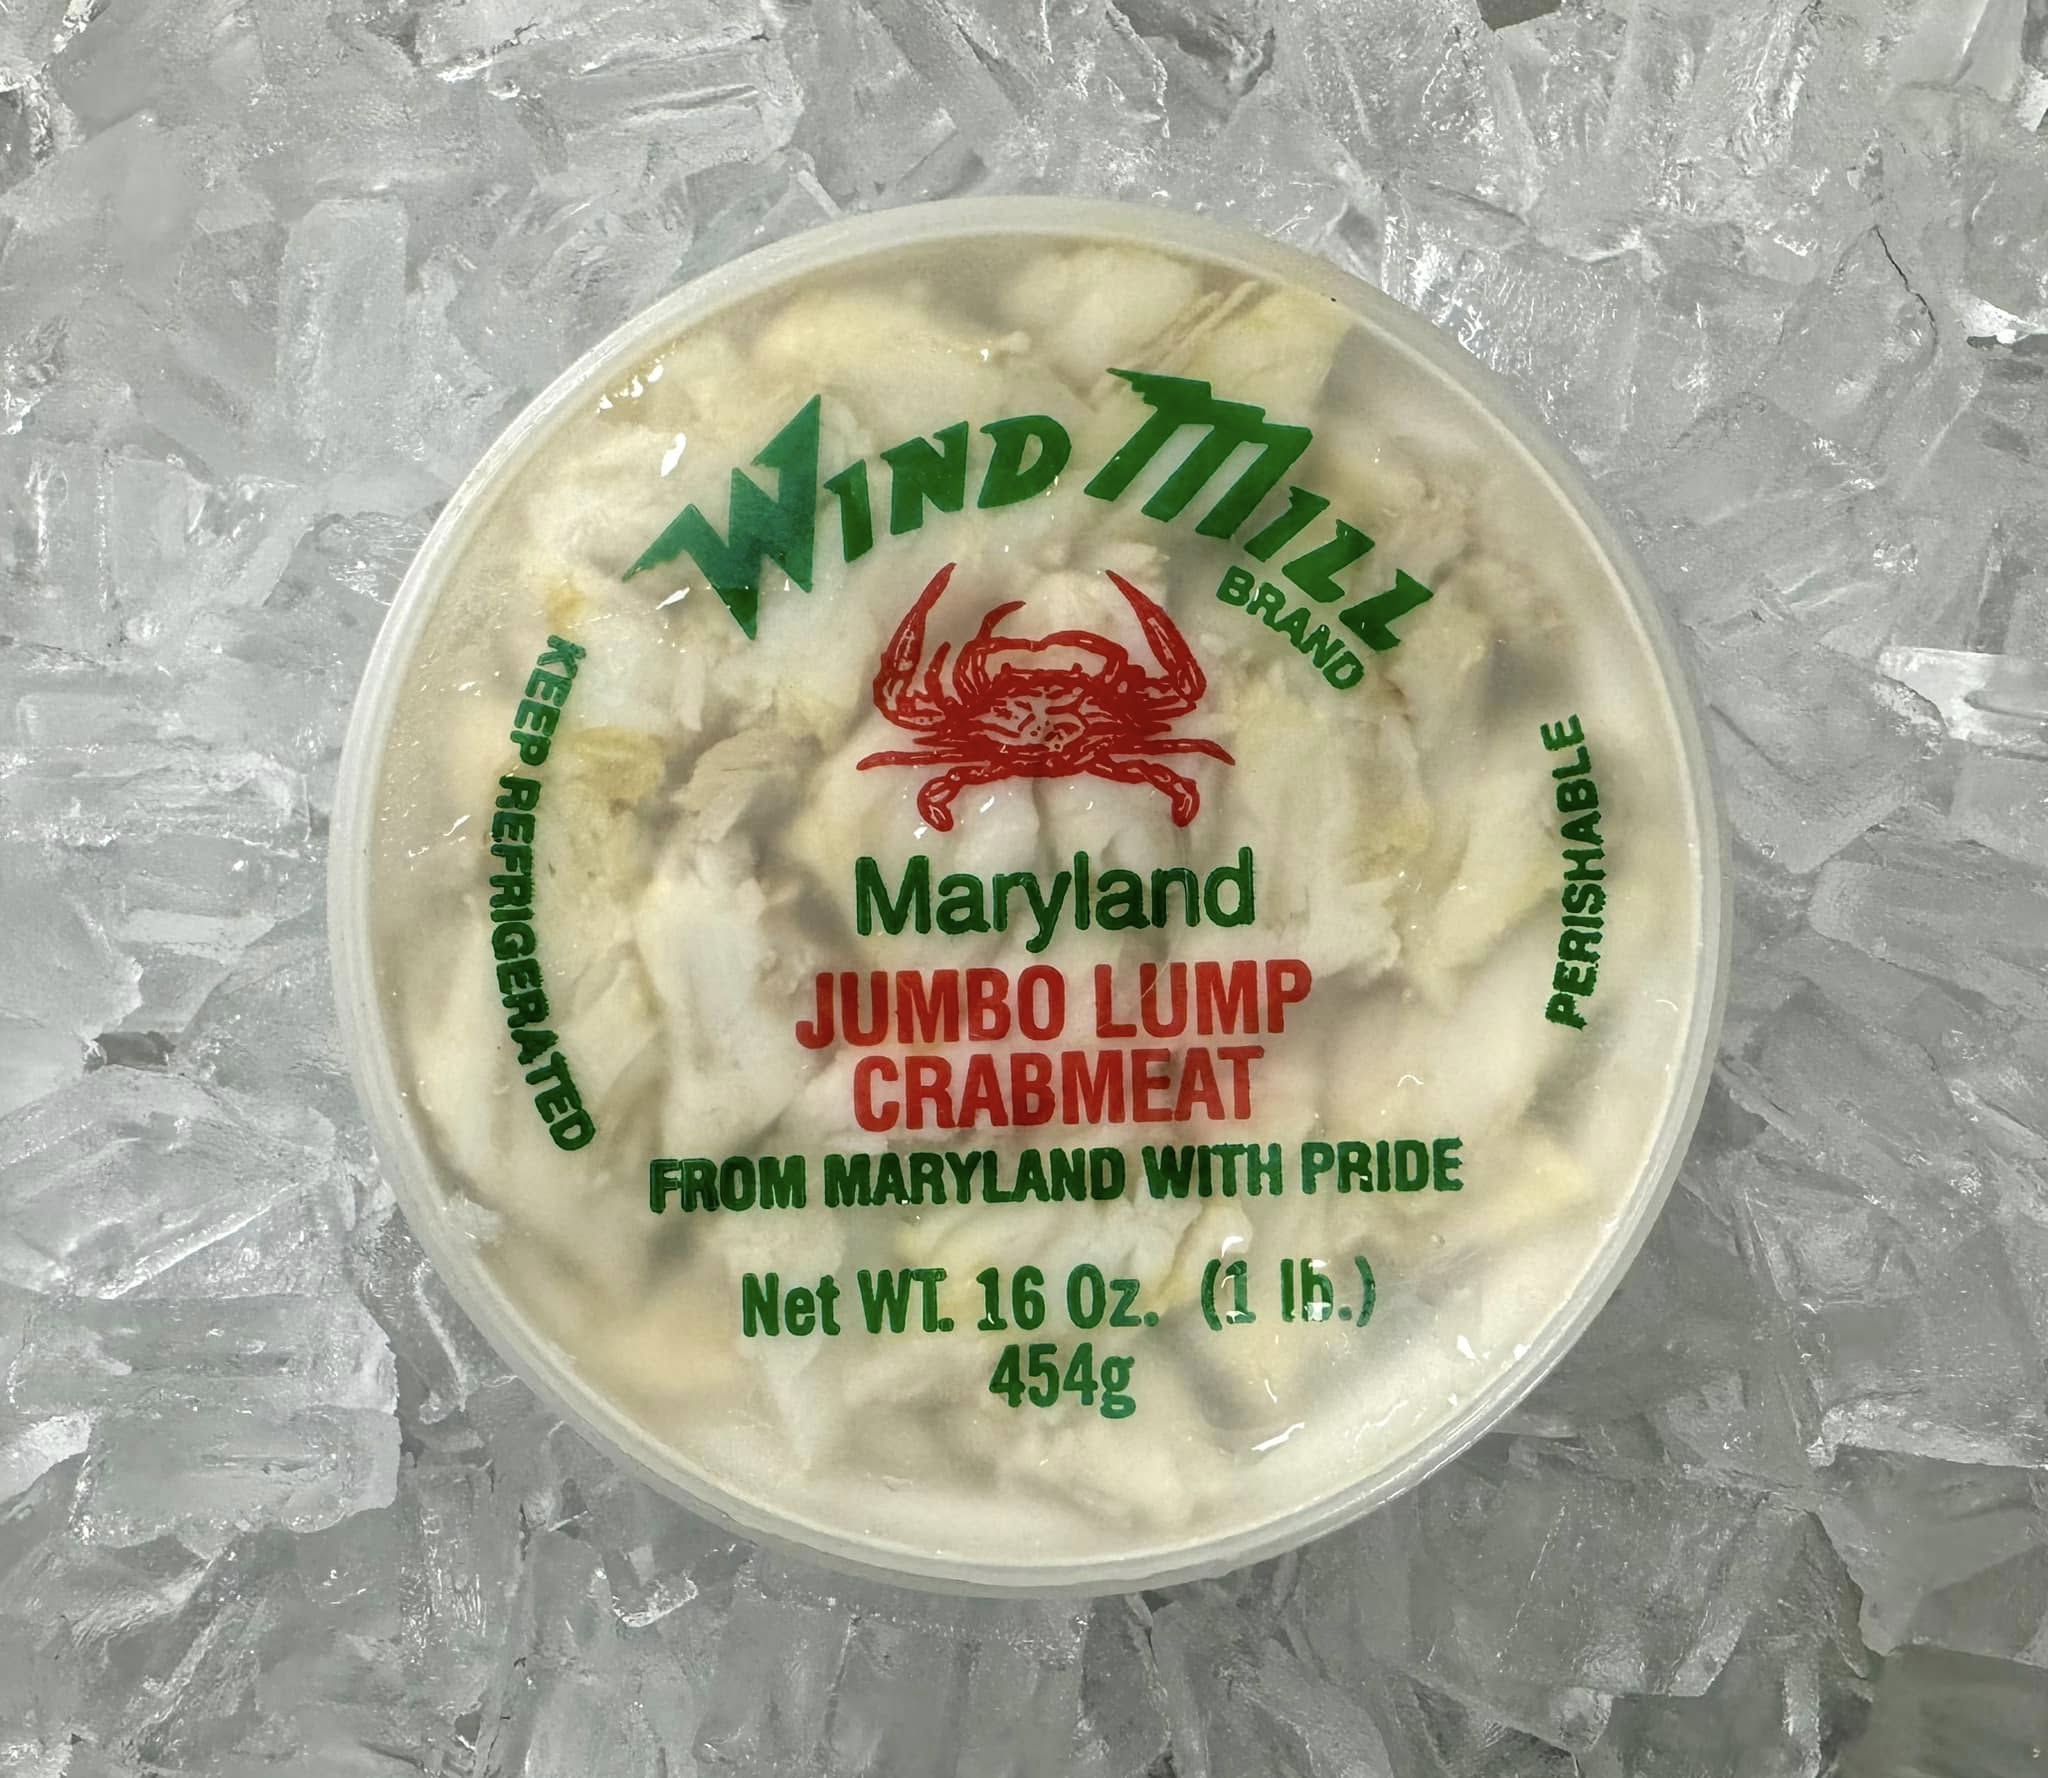 WIND MILL
BRAND
KEEP REFRIGERATED
PERISHABLE
Maryland
JUMBO LUMP
CRABMEAT
FROM MARYLAND WITH PRIDE
Net WT. 16 Oz. (1 lb.)
454g